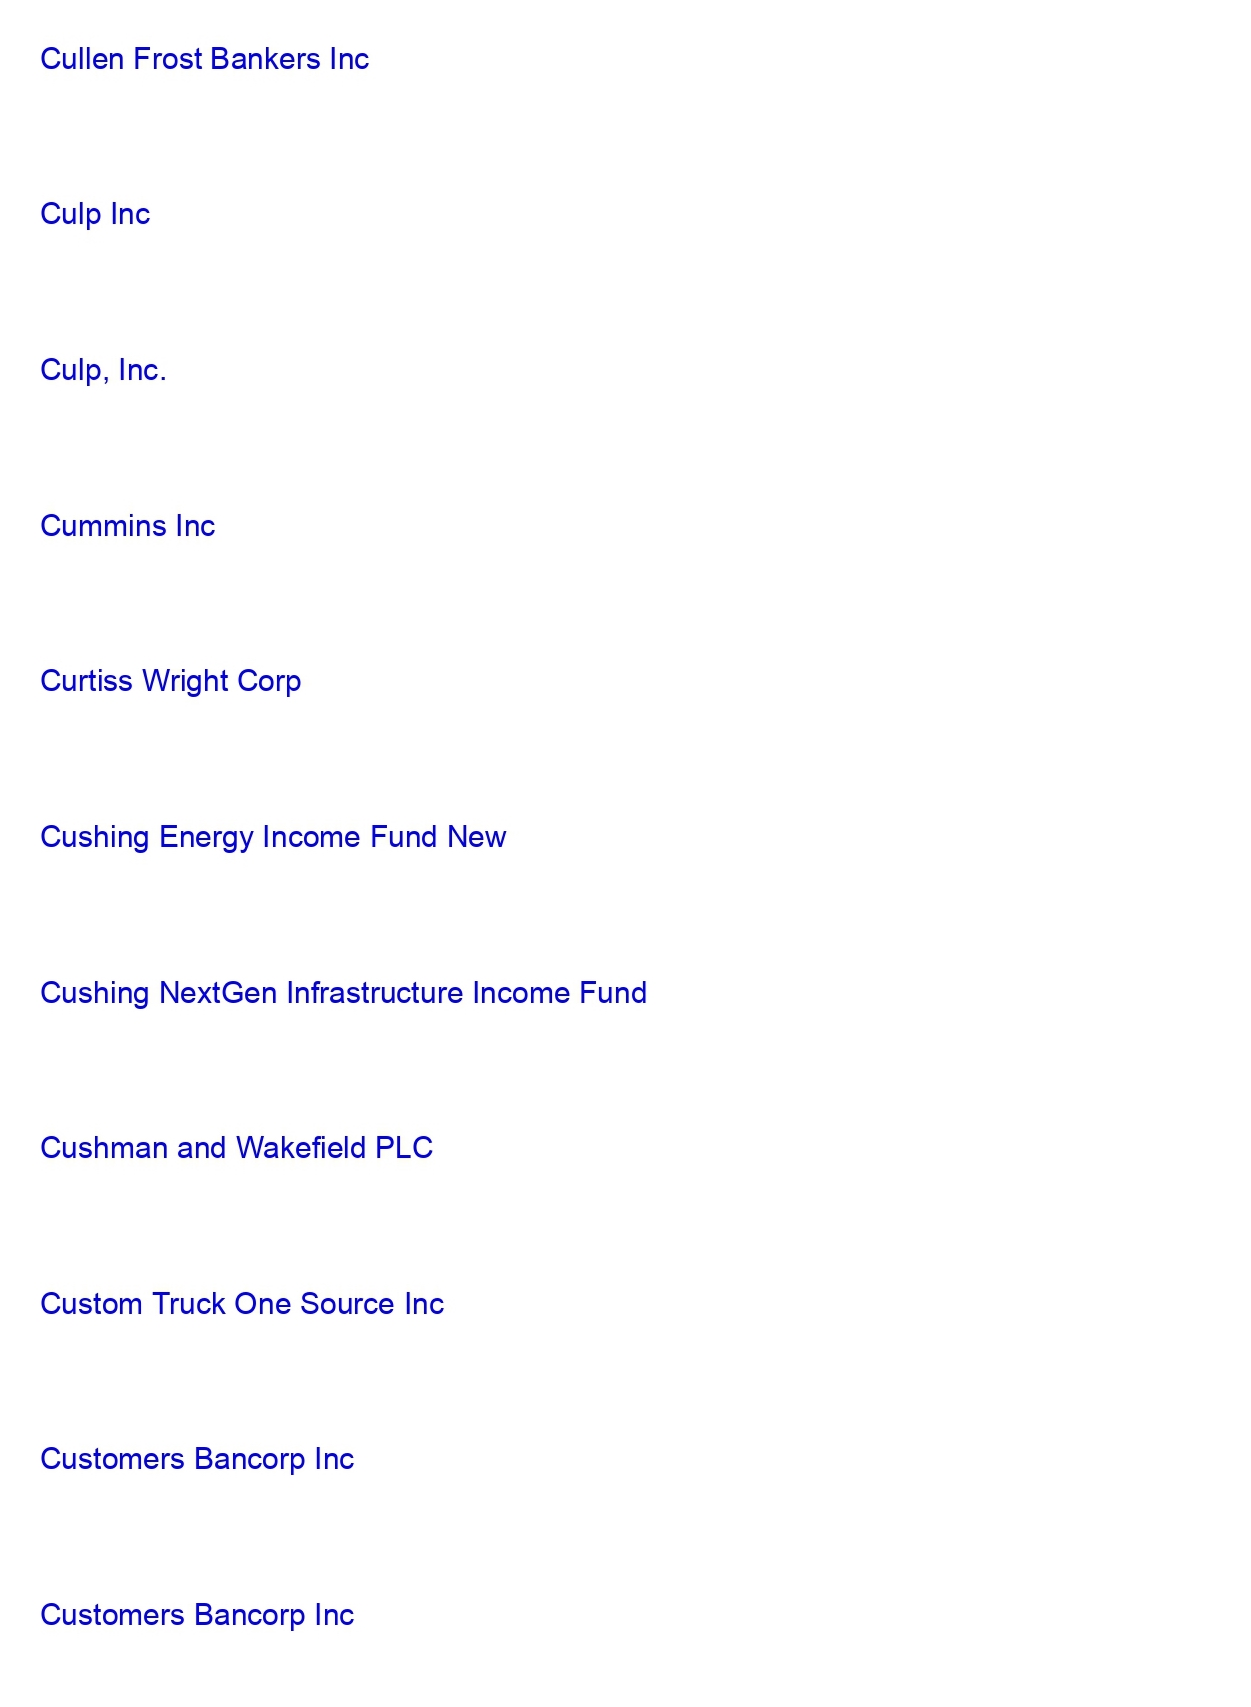 Cullen Frost Bankers Inc
Culp Inc
Culp, Inc.
Cummins Inc
Curtiss Wright Corp
Cushing Energy Income Fund New
Cushing NextGen Infrastructure Income Fund
Cushman and Wakefield PLC
Custom Truck One Source Inc
Customers Bancorp Inc
Customers Bancorp Inc